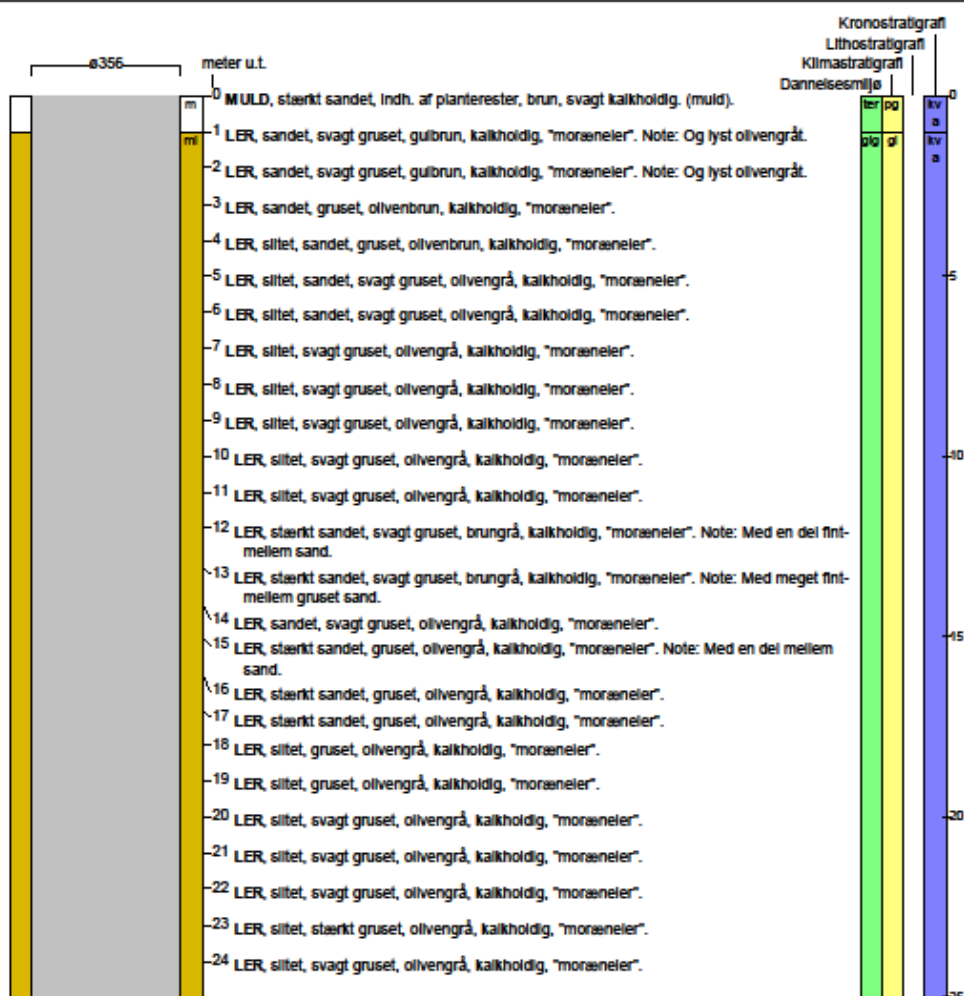 Kronostratigrafi
Lithostratigrafi
ø356
meter u.t.
Klimastratigrafi
Dannelsesmiljø
0 MULD, stærkt sandet, indh. af planterester, brun, svagt kalkholdig. (muld).
m
ter pg
kv
a
0
1 LER, sandet, svagt gruset, gulbrun, kalkholdig, "moræneler". Note: Og lyst olivengråt.
ml
glg gl
kv
a
2 LER, sandet, svagt gruset, gulbrun, kalkholdig, "moræneler". Note: Og lyst olivengråt.
3 LER, sandet, gruset, olivenbrun, kalkholdig, "moræneler".
4 LER, siltet, sandet, gruset, olivenbrun, kalkholdig, "moræneler".
5 LER, siltet, sandet, svagt gruset, olivengrå, kalkholdig, "moræneler".
5
6 LER, siltet, sandet, svagt gruset, olivengrå, kalkholdig, "moræneler".
7 LER, siltet, svagt gruset, olivengrå, kalkholdig, "moræneler".
8 LER, siltet, svagt gruset, olivengrå, kalkholdig, "moræneler".
9 LER, siltet, svagt gruset, olivengrå, kalkholdig, "moræneler".
10 LER, siltet, svagt gruset, olivengrå, kalkholdig, "moræneler".
10
11 LER, siltet, svagt gruset, olivengrå, kalkholdig, "moræneler".
12 LER, stærkt sandet, svagt gruset, brungrå, kalkholdig, "moræneler". Note: Med en del fint-
mellem sand.
13 LER, stærkt sandet, svagt gruset, brungrå, kalkholdig, "moræneler". Note: Med meget fint-
mellem gruset sand.
14 LER, sandet, svagt gruset, olivengrå, kalkholdig, "moræneler".
15 LER, stærkt sandet, gruset, olivengrå, kalkholdig, "moræneler". Note: Med en del mellem
sand.
15
16 LER, stærkt sandet, gruset, olivengrå, kalkholdig, "moræneler".
17 LER, stærkt sandet, gruset, olivengrå, kalkholdig, "moræneler".
18 LER, siltet, gruset, olivengrå, kalkholdig, "moræneler".
19 LER, siltet, gruset, olivengrå, kalkholdig, "moræneler".
20 LER, siltet, svagt gruset, olivengrå, kalkholdig, "moræneler".
20
21 LER, siltet, svagt gruset, olivengrå, kalkholdig, "moræneler".
22 LER, siltet, svagt gruset, olivengrå, kalkholdig, "moræneler".
23 LER, siltet, stærkt gruset, olivengrå, kalkholdig, "moræneler".
24 LER, siltet, svagt gruset, olivengrå, kalkholdig, "moræneler".
25